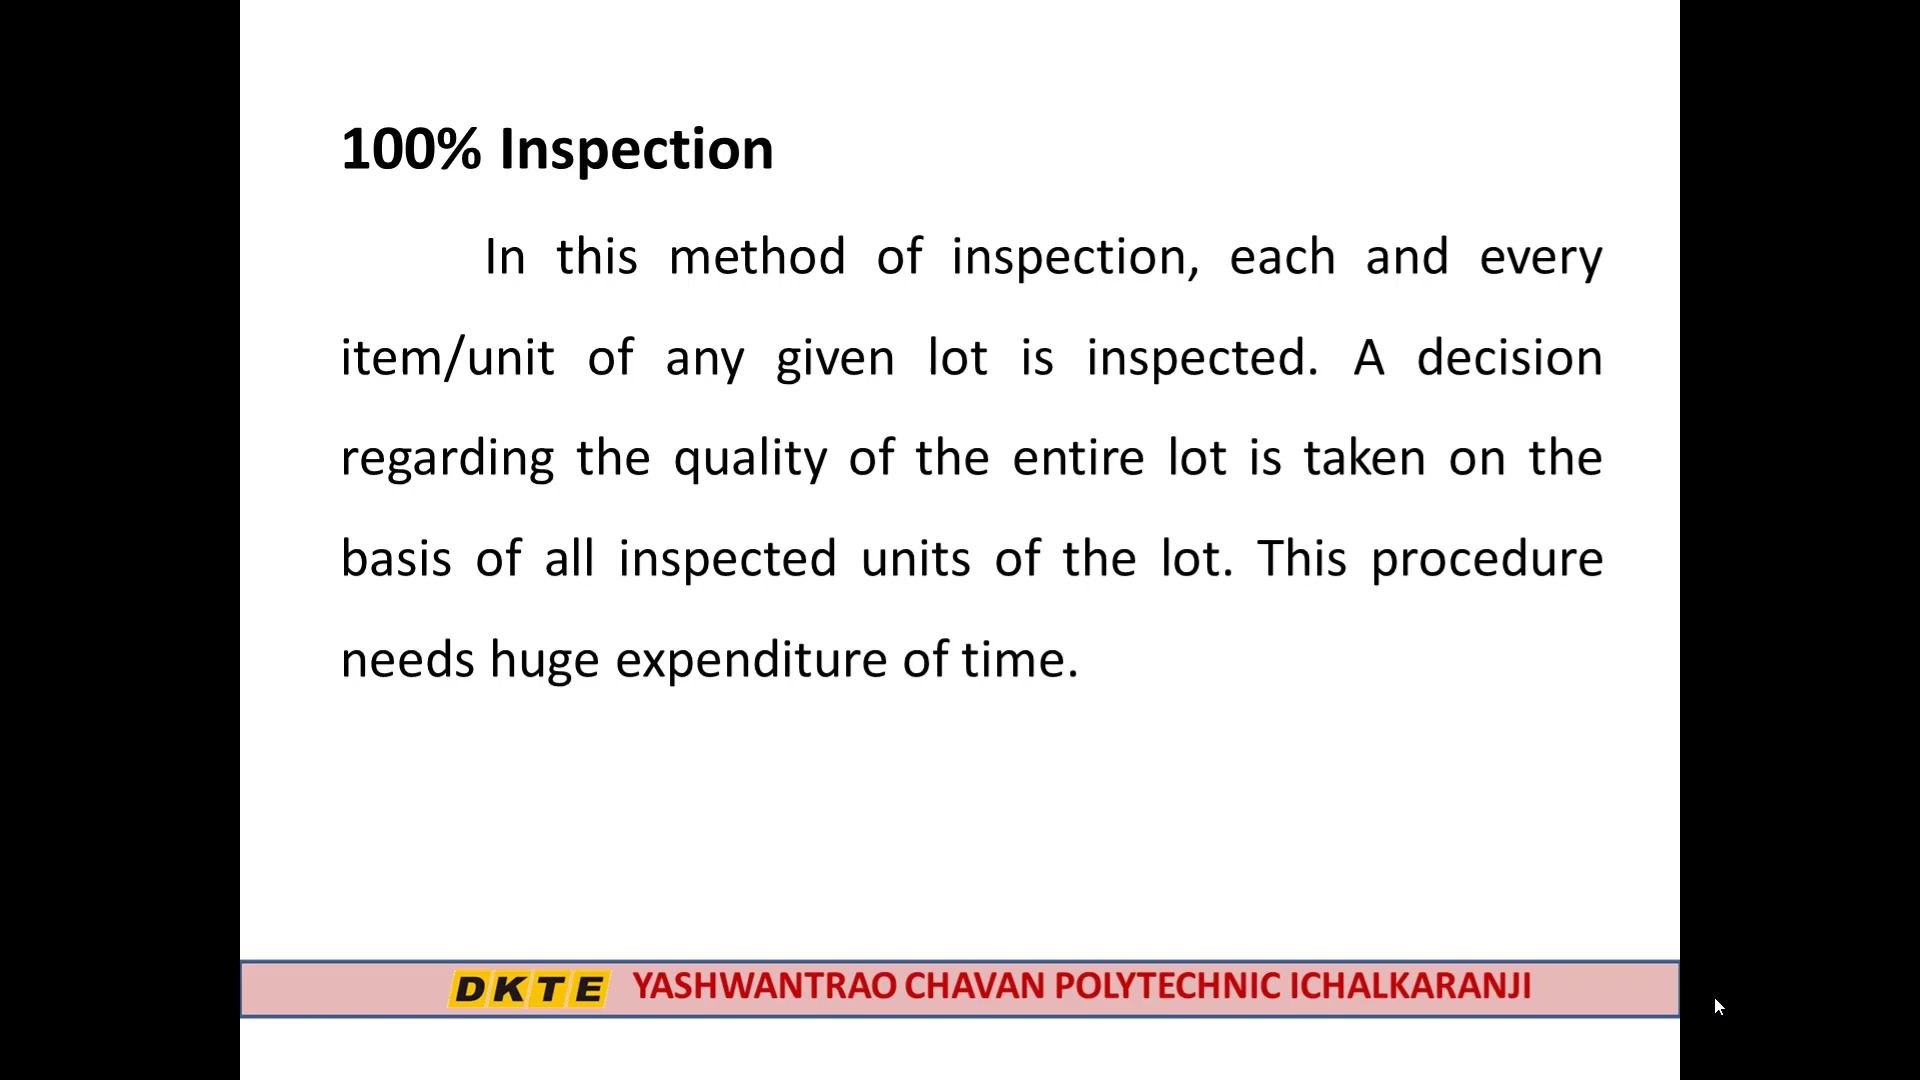 100% Inspection
In this method of inspection, each and every
item/unit of any given lot is inspected. A decision
regarding the quality of the entire lot is taken on the
basis of all inspected units of the lot. This procedure
needs huge expenditure of time.
DKTE YASHWANTRAO CHAVAN POLYTECHNIC ICHALKARANJI